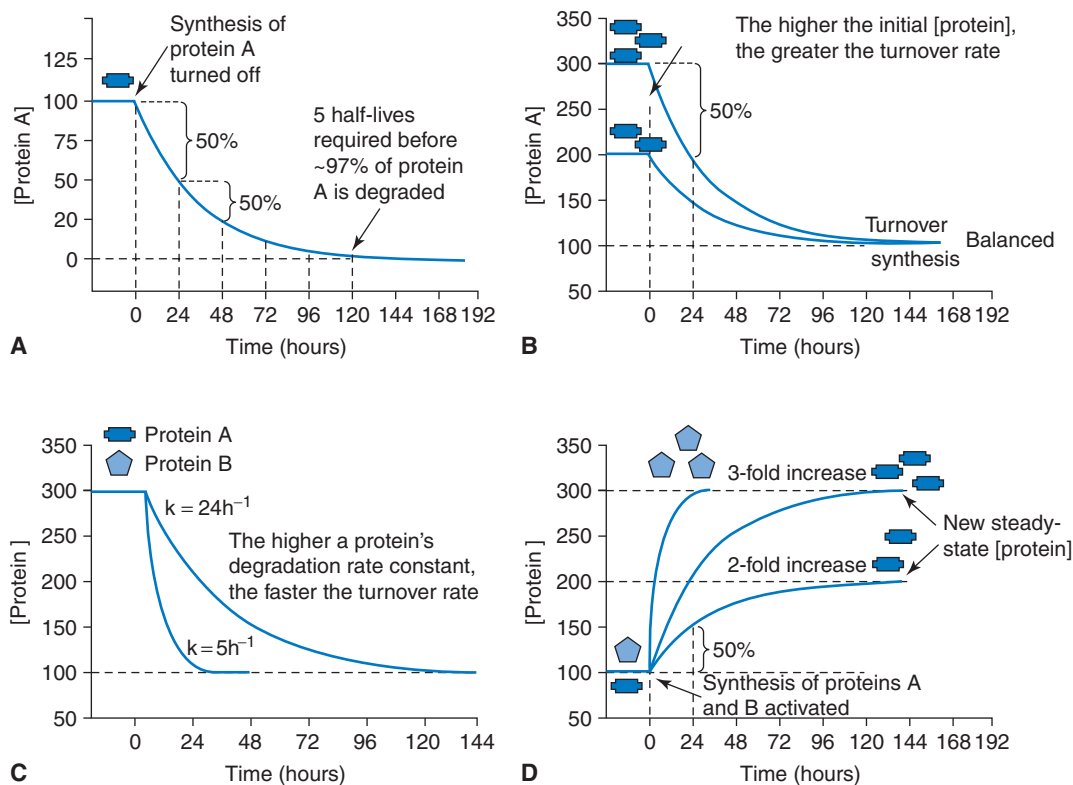 Synthesis of
protein A
turned off
125
100
75
50
20
0
[Protein A]
50%
50%
5 half-lives
required before
~97% of protein
A is degraded
0 24 48 72 96 120 144 168 192
Time (hours)
A
350
300
250
200
150
100
50
[Protein A]
The higher the initial [protein],
the greater the turnover rate
50%
Turnover
synthesis
Balanced
0 24 48 72 96 120 144 168 192
Time (hours)
B
Protein A
Protein B
350
300
250
200
150
100
50
[Protein]
k = 24h⁻¹
k = 5h⁻¹
The higher a protein's
degradation rate constant,
the faster the turnover rate
0 24 48 72 96 120 144
Time (hours)
C
350
300
250
200
150
100
50
[Protein]
3-fold increase
New steady-
state [protein]
2-fold increase
50%
Synthesis of proteins A
and B activated
0 24 48 72 96 120 144 168 192
Time (hours)
D